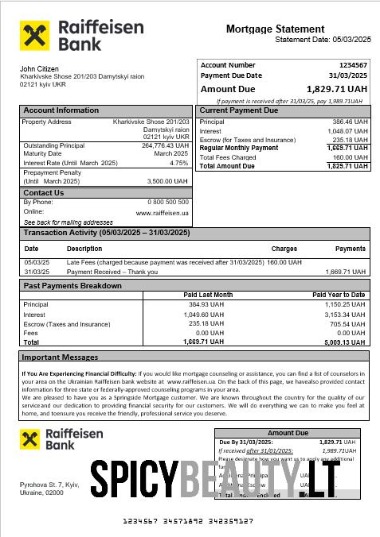 Raiffeisen
Bank
Mortgage Statement
Statement Date: 05/03/2025
John Citizen
Kharkivske Shose 201/203 Darnytskyi raion
02121 kyiv UKR
Account Number 1234567
Payment Due Date 31/03/2025
Amount Due 1,829.71 UAH
If payment is received after 31/03/25, pay 1,989.71UAH
Account Information
Property Address Kharkivske Shose 201/203
Darnytskyi raion
02121 kyiv UKR
Outstanding Principal 264,776.43 UAH
Maturity Date March 2025
Interest Rate (Until March 2025) 4.75%
Prepayment Penalty
(Until March 2025) 3,500.00 UAH
Contact Us
By Phone: 0 800 500 500
Online: www.raiffeisen.ua
See back for mailing addresses
Current Payment Due
Principal 386.46 UAH
Interest 1,048.07 UAH
Escrow (for Taxes and Insurance) 235.18 UAH
Regular Monthly Payment 1,669.71 UAH
Total Fees Charged 160.00 UAH
Total Amount Due 1,829.71 UAH
Transaction Activity (05/03/2025 – 31/03/2025)
Date Description Charges Payments
05/03/25 Late Fees (charged because payment was received after 31/03/2025) 160.00 UAH
31/03/25 Payment Received – Thank you 1,669.71 UAH
Past Payments Breakdown
Paid Last Month Paid Year to Date
Principal 384.93 UAH 1,150.25 UAH
Interest 1,049.60 UAH 3,153.34 UAH
Escrow (Taxes and Insurance) 235.18 UAH 705.54 UAH
Fees 0.00 UAH 0.00 UAH
Total 1,669.71 UAH 5,009.13 UAH
Important Messages
If You Are Experiencing Financial Difficulty: If you would like mortgage counseling or assistance, you can find a list of counselors in
your area on the Ukrainian Raiffeisen bank website at www.raiffeisen.ua. On the back of this page, we havealso provided contact
information for three state or federally-approved counseling programs in your area.
We are pleased to have you as a Springside Mortgage customer. We are known throughout the country for the quality of our
serviceand our dedication to providing financial security for our customers. We will do everything we can to make you feel at
home, and toensure you receive the friendly, professional service you deserve.
Raiffeisen
Bank
Pyrohova St. 7, Kyiv,
Ukraine, 02000
Amount Due
Due By 31/03/2025: 1,829.71 UAH
If received after 31/03/2025: 1,989.71UAH
SPICYBEAUTY.LT
1234567 34571892 342359127